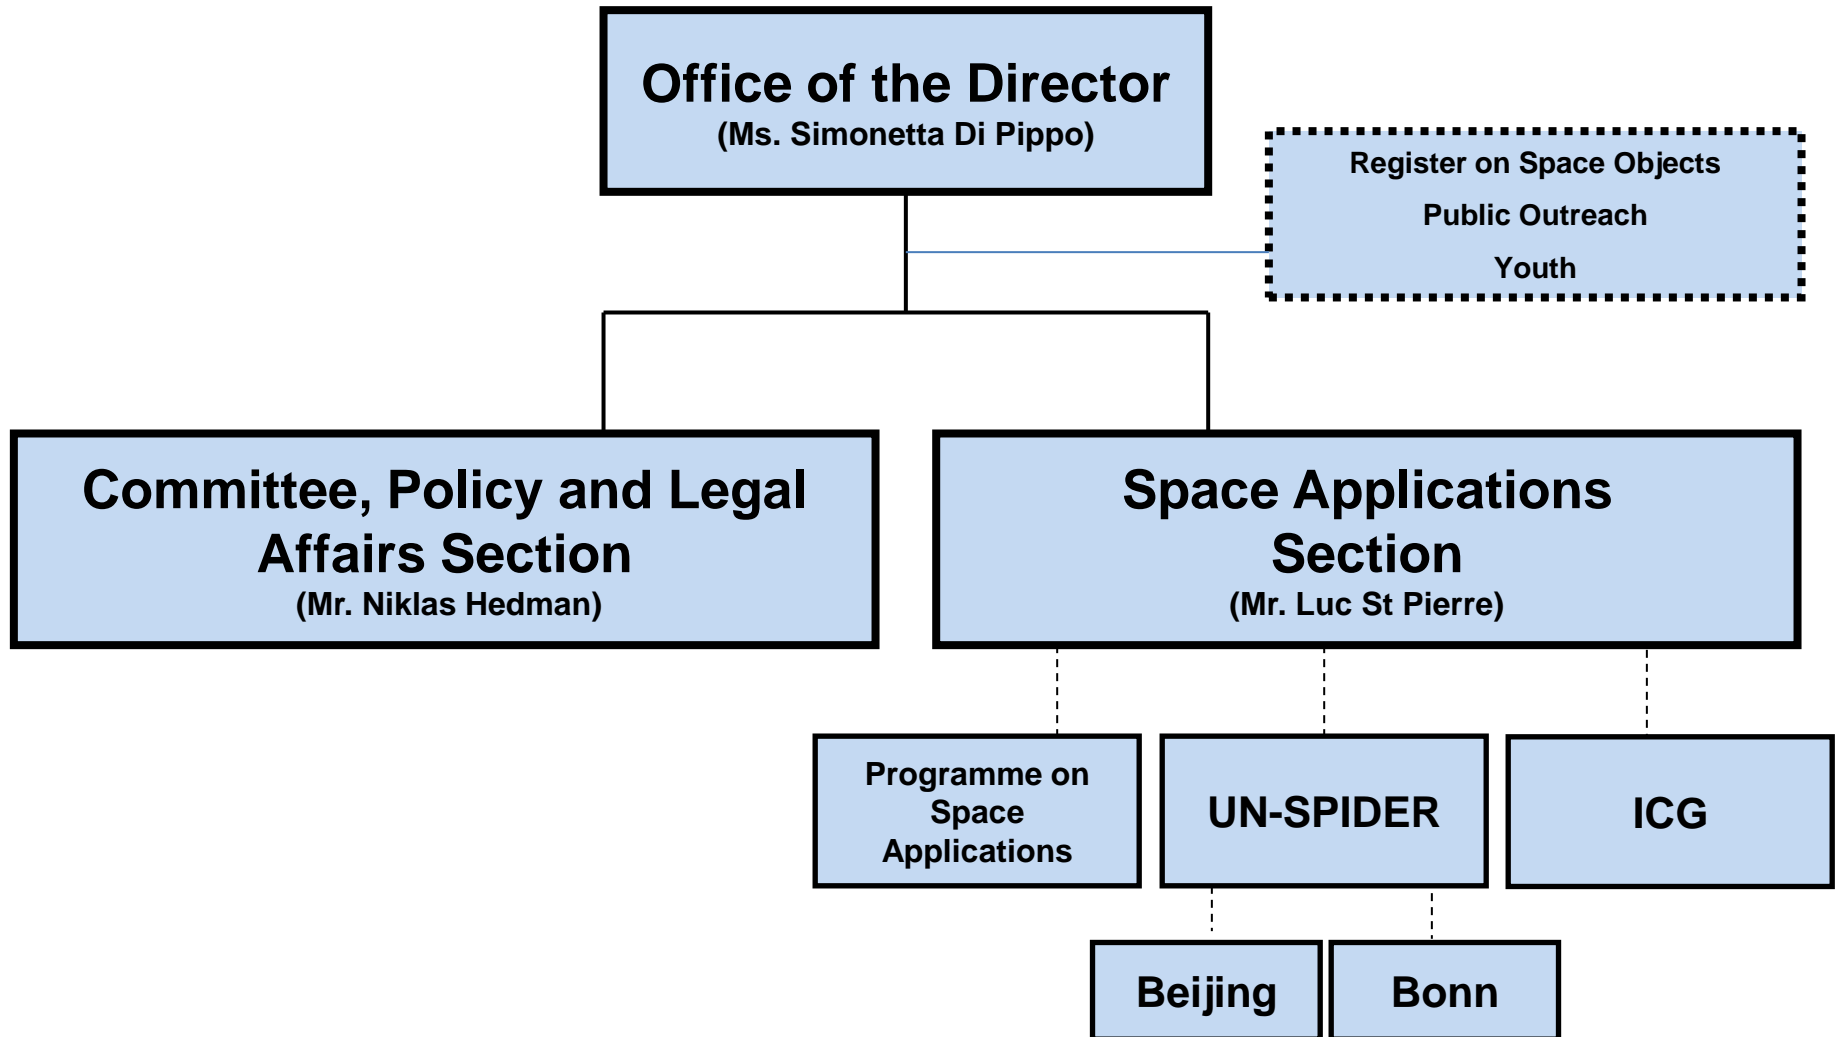 Office of the Director
(Ms. Simonetta Di Pippo)
Register on Space Objects
Public Outreach
Youth
Committee, Policy and Legal
Affairs Section
(Mr. Niklas Hedman)
Space Applications
Section
(Mr. Luc St Pierre)
Programme on
Space
Applications
UN-SPIDER
ICG
Beijing
Bonn